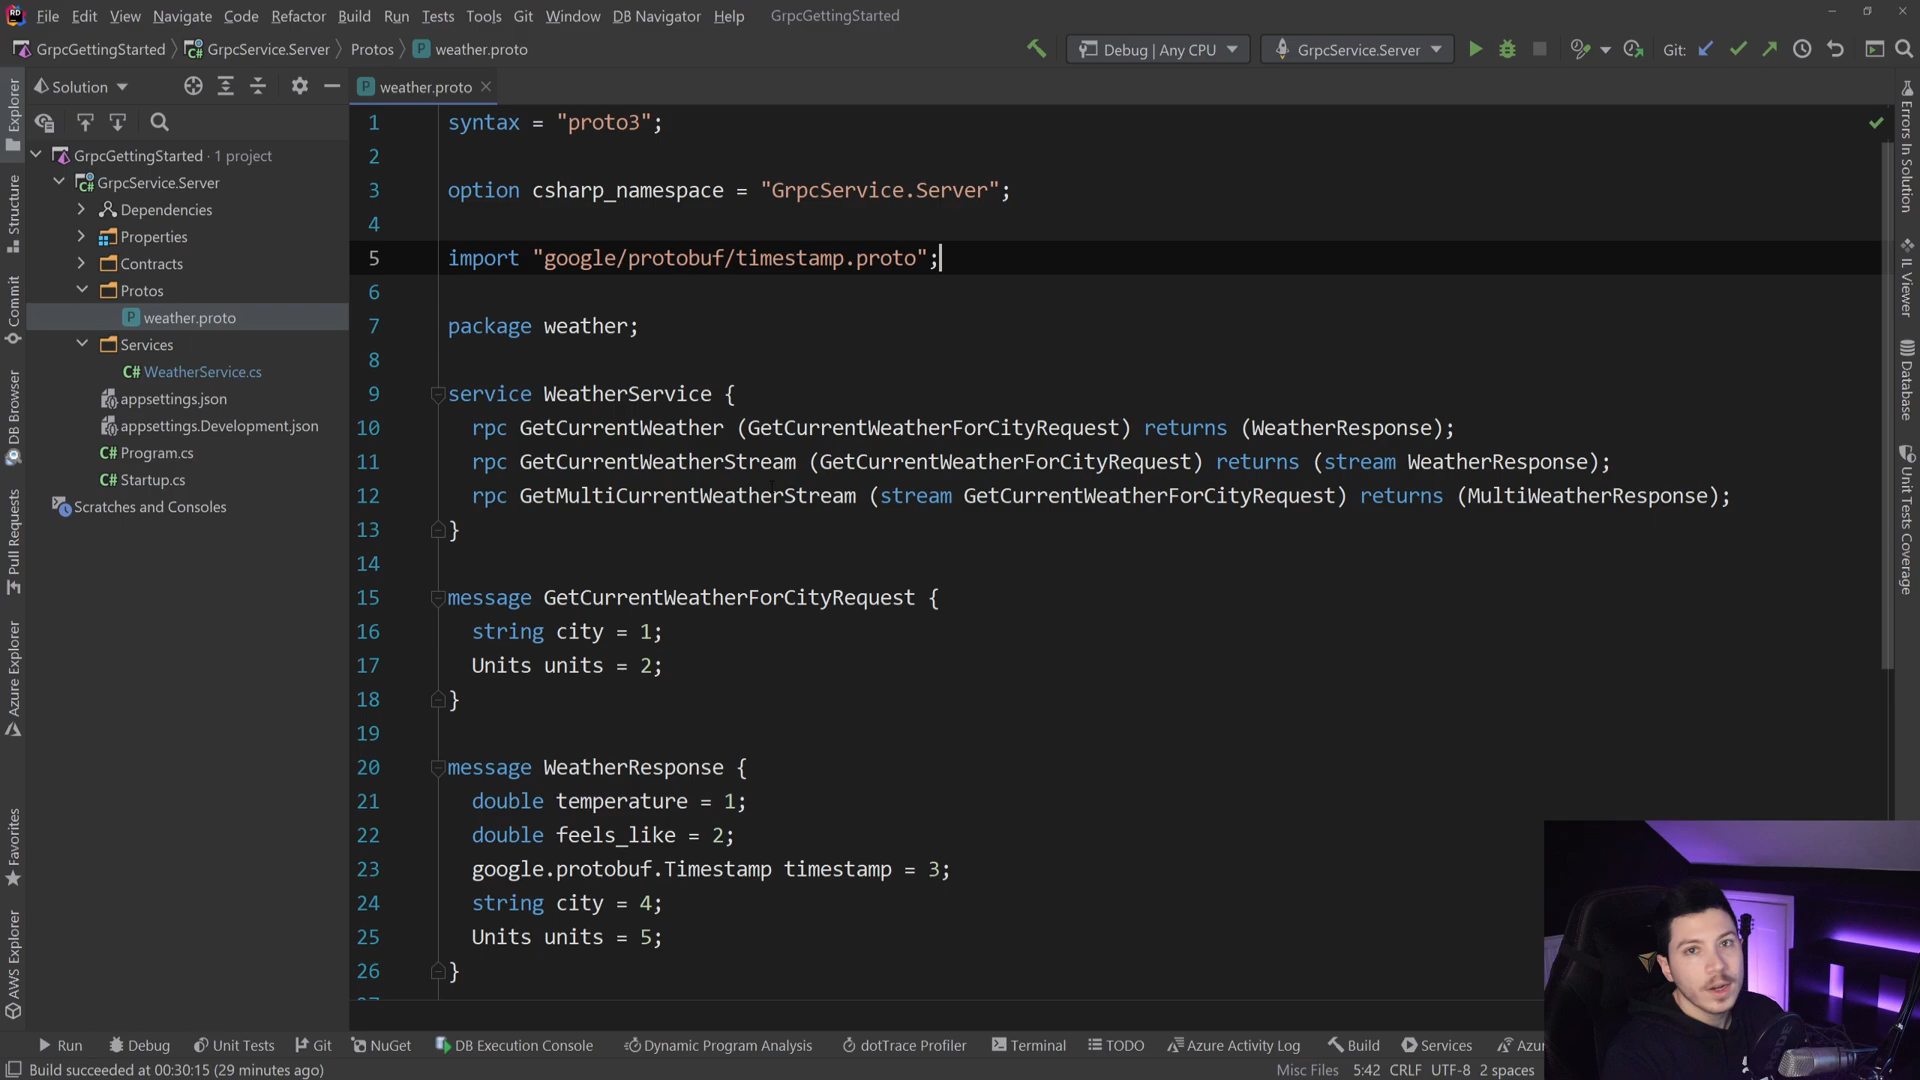 File Edit View Navigate Code Refactor Build Run Tests Tools Git Window DB Navigator Help GrpcGettingStarted
GrpcGettingStarted GrpcService.Server Protos weather.proto Debug | Any CPU GrpcService.Server Git:
Solution
weather.proto
GrpcGettingStarted · 1 project
GrpcService.Server
Dependencies
Properties
Contracts
Protos
weather.proto
Services
WeatherService.cs
appsettings.json
appsettings.Development.json
Program.cs
Startup.cs
Scratches and Consoles
Explorer
Structure
Commit
DB Browser
Pull Requests
Azure Explorer
Favorites
AWS Explorer
1 syntax = "proto3";
2
3 option csharp_namespace = "GrpcService.Server";
4
5 import "google/protobuf/timestamp.proto";
6
7 package weather;
8
9 service WeatherService {
10 rpc GetCurrentWeather (GetCurrentWeatherForCityRequest) returns (WeatherResponse);
11 rpc GetCurrentWeatherStream (GetCurrentWeatherForCityRequest) returns (stream WeatherResponse);
12 rpc GetMultiCurrentWeatherStream (stream GetCurrentWeatherForCityRequest) returns (MultiWeatherResponse);
13 }
14
15 message GetCurrentWeatherForCityRequest {
16 string city = 1;
17 Units units = 2;
18 }
19
20 message WeatherResponse {
21 double temperature = 1;
22 double feels_like = 2;
23 google.protobuf.Timestamp timestamp = 3;
24 string city = 4;
25 Units units = 5;
26 }
Errors In Solution
IL Viewer
Database
Unit Tests Coverage
Run Debug Unit Tests Git NuGet DB Execution Console Dynamic Program Analysis dotTrace Profiler Terminal TODO Azure Activity Log Build Services Azu
Build succeeded at 00:30:15 (29 minutes ago) Misc Files 5:42 CRLF UTF-8 2 spaces